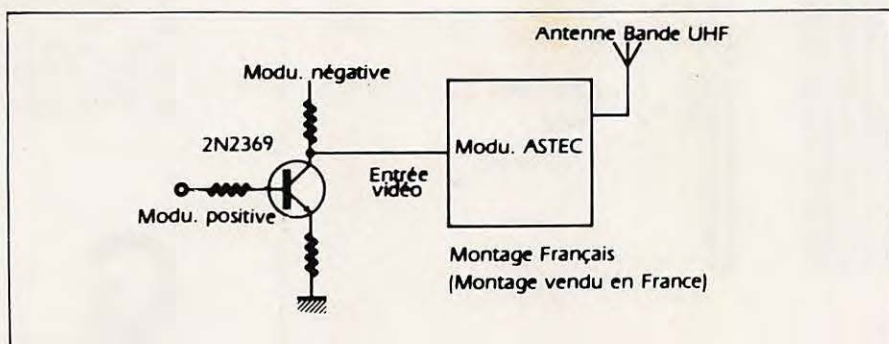 Antenne Bande UHF
Modu. négative
2N2369
Modu. ASTEC
Entrée
vidéo
Modu. positive
Montage Français
(Montage vendu en France)